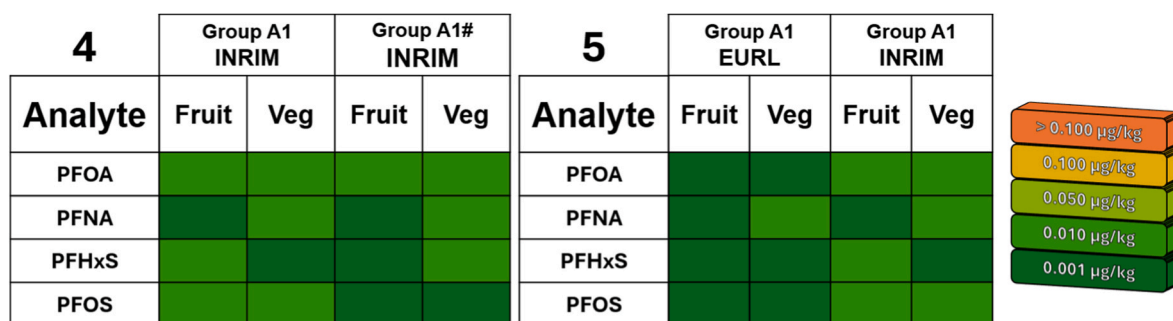 4
Group A1
INRIM
Group A1#
INRIM
Analyte Fruit Veg Fruit Veg
PFOA
PFNA
PFHxS
PFOS
5
Group A1
EURL
Group A1
INRIM
Analyte Fruit Veg Fruit Veg
PFOA
PFNA
PFHxS
PFOS
> 0.100 µg/kg
0.100 µg/kg
0.050 µg/kg
0.010 µg/kg
0.001 µg/kg